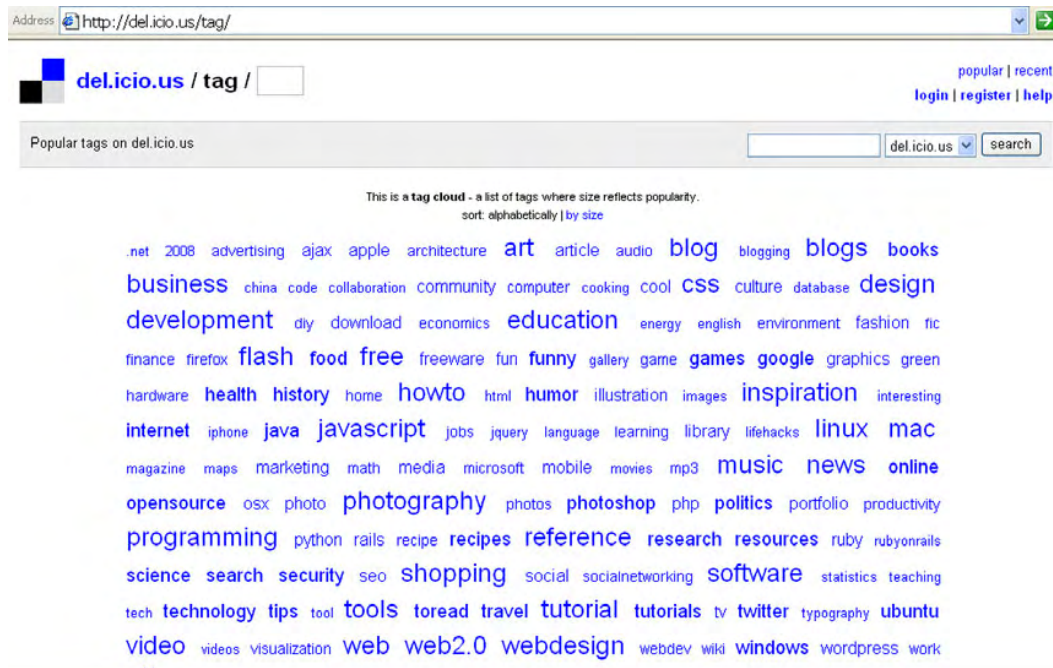 Address http://del.icio.us/tag/
del.icio.us / tag /
popular | recent
login | register | help
Popular tags on del.icio.us
del.icio.us search
This is a tag cloud - a list of tags where size reflects popularity.
sort: alphabetically | by size
.net 2008 advertising ajax apple architecture art article audio blog blogging blogs books
business china code collaboration community computer cooking cool css culture database design
development diy download economics education energy english environment fashion fic
finance firefox flash food free freeware fun funny gallery game games google graphics green
hardware health history home howto html humor illustration images inspiration interesting
internet iphone java javascript jobs jquery language learning library lifehacks linux mac
magazine maps marketing math media microsoft mobile movies mp3 music news online
opensource osx photo photography photos photoshop php politics portfolio productivity
programming python rails recipe recipes reference research resources ruby rubyonrails
science search security seo shopping social socialnetworking software statistics teaching
tech technology tips tool tools toread travel tutorial tutorials tv twitter typography ubuntu
video videos visualization web web2.0 webdesign webdev wiki windows wordpress work